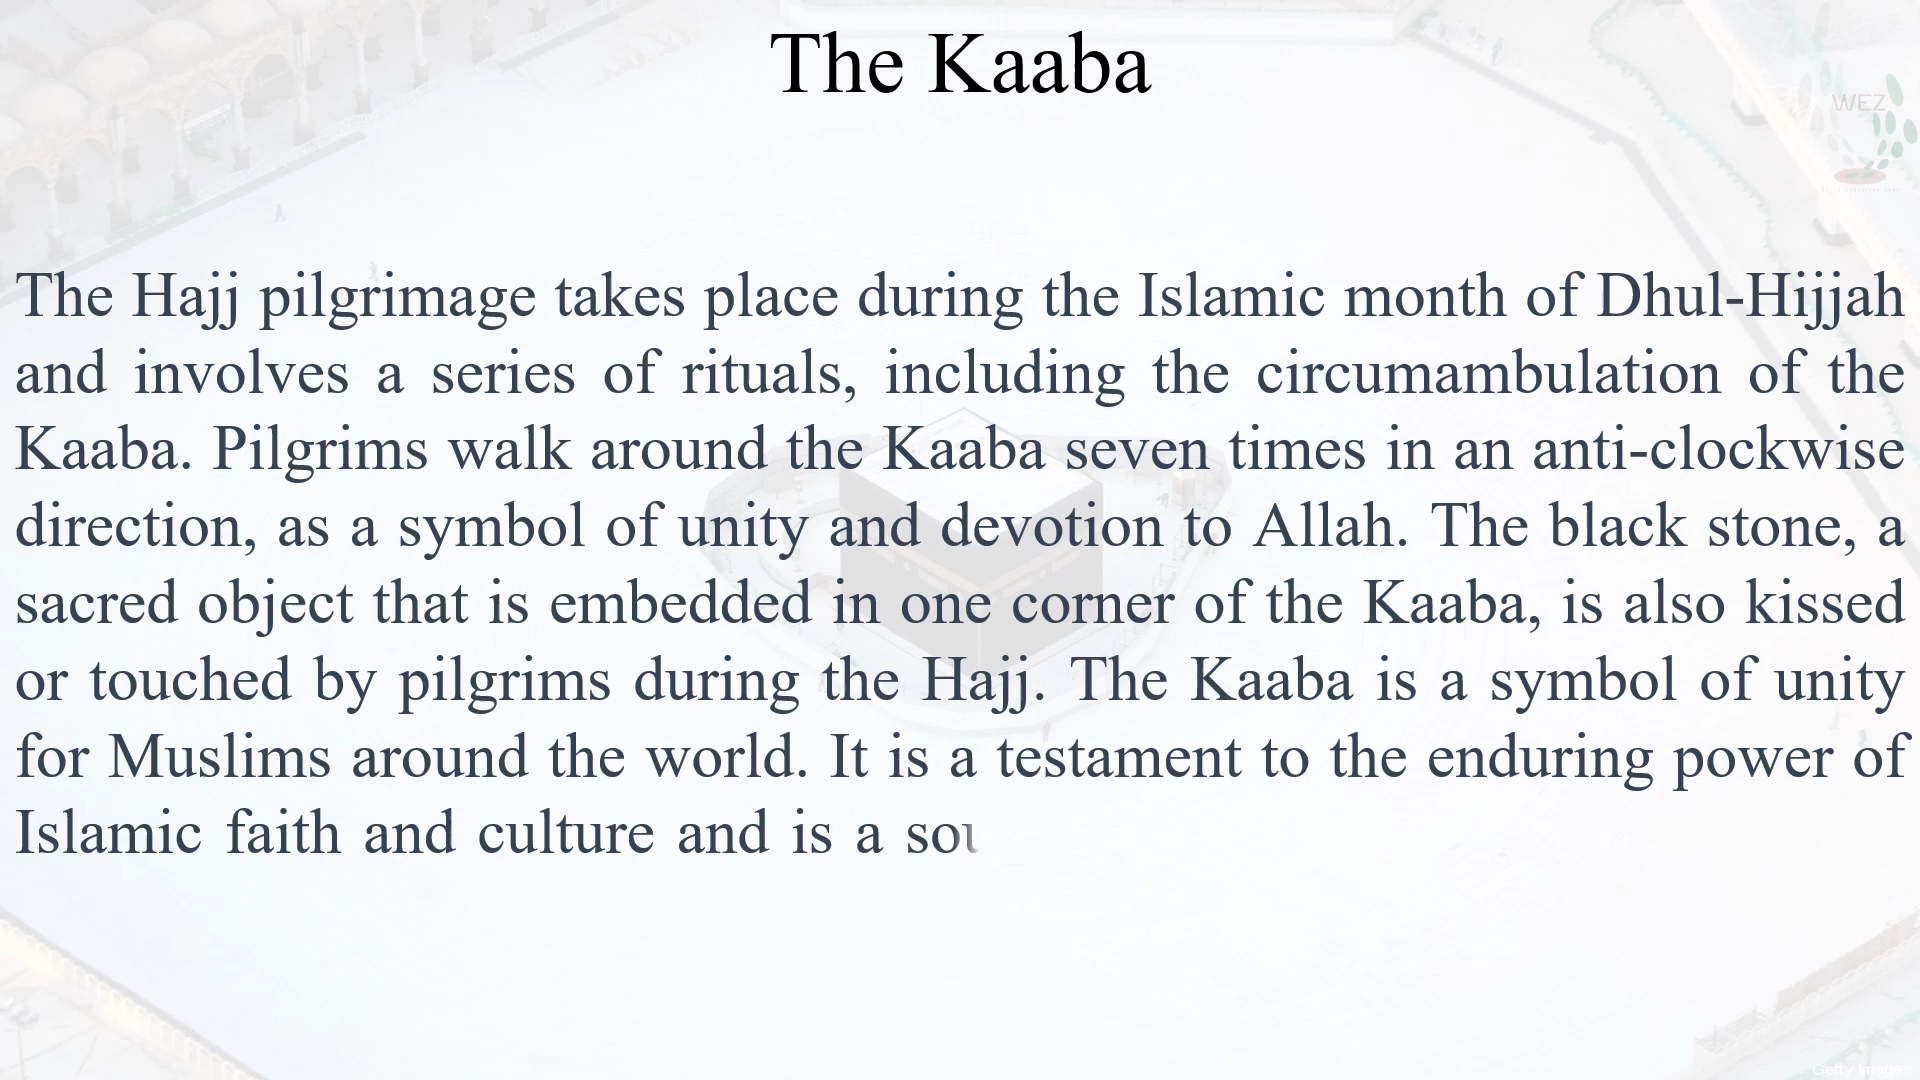 The Kaaba
WEZ
The Hajj pilgrimage takes place during the Islamic month of Dhul-Hijjah
and involves a series of rituals, including the circumambulation of the
Kaaba. Pilgrims walk around the Kaaba seven times in an anti-clockwise
direction, as a symbol of unity and devotion to Allah. The black stone, a
sacred object that is embedded in one corner of the Kaaba, is also kissed
or touched by pilgrims during the Hajj. The Kaaba is a symbol of unity
for Muslims around the world. It is a testament to the enduring power of
Islamic faith and culture and is a sou
Getty Images